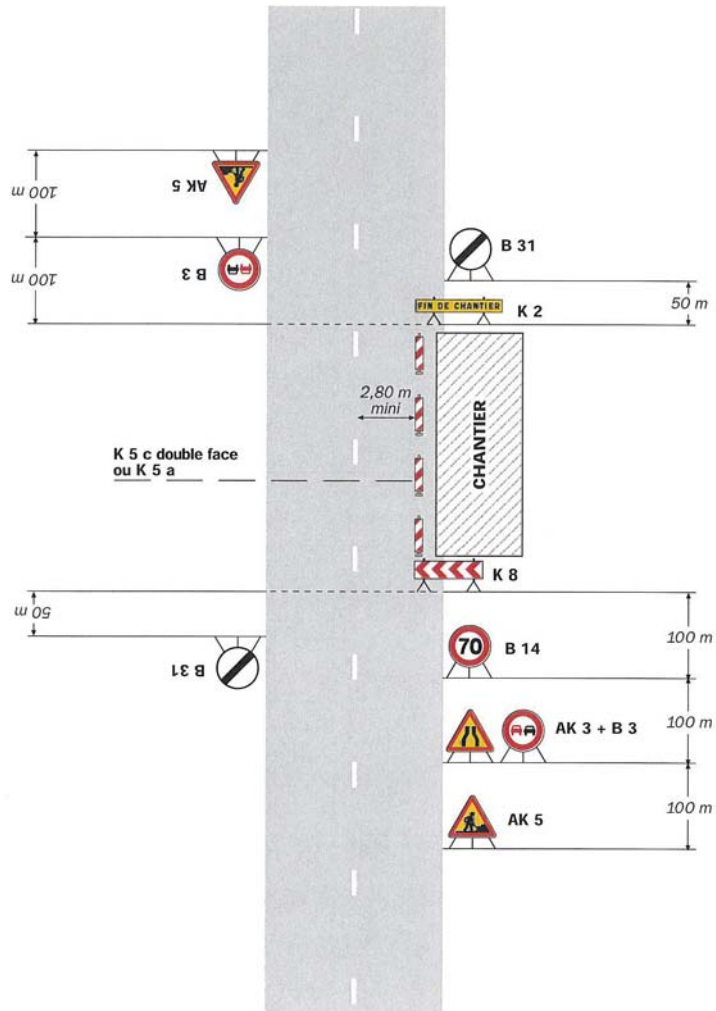 AK 5
100 m
B 3
100 m
B 31
FIN DE CHANTIER
K 2
50 m
2,80 m
mini
CHANTIER
K 5 c double face
ou K 5 a
K 8
50 m
B 31
70
B 14
100 m
AK 3 + B 3
100 m
AK 5
100 m